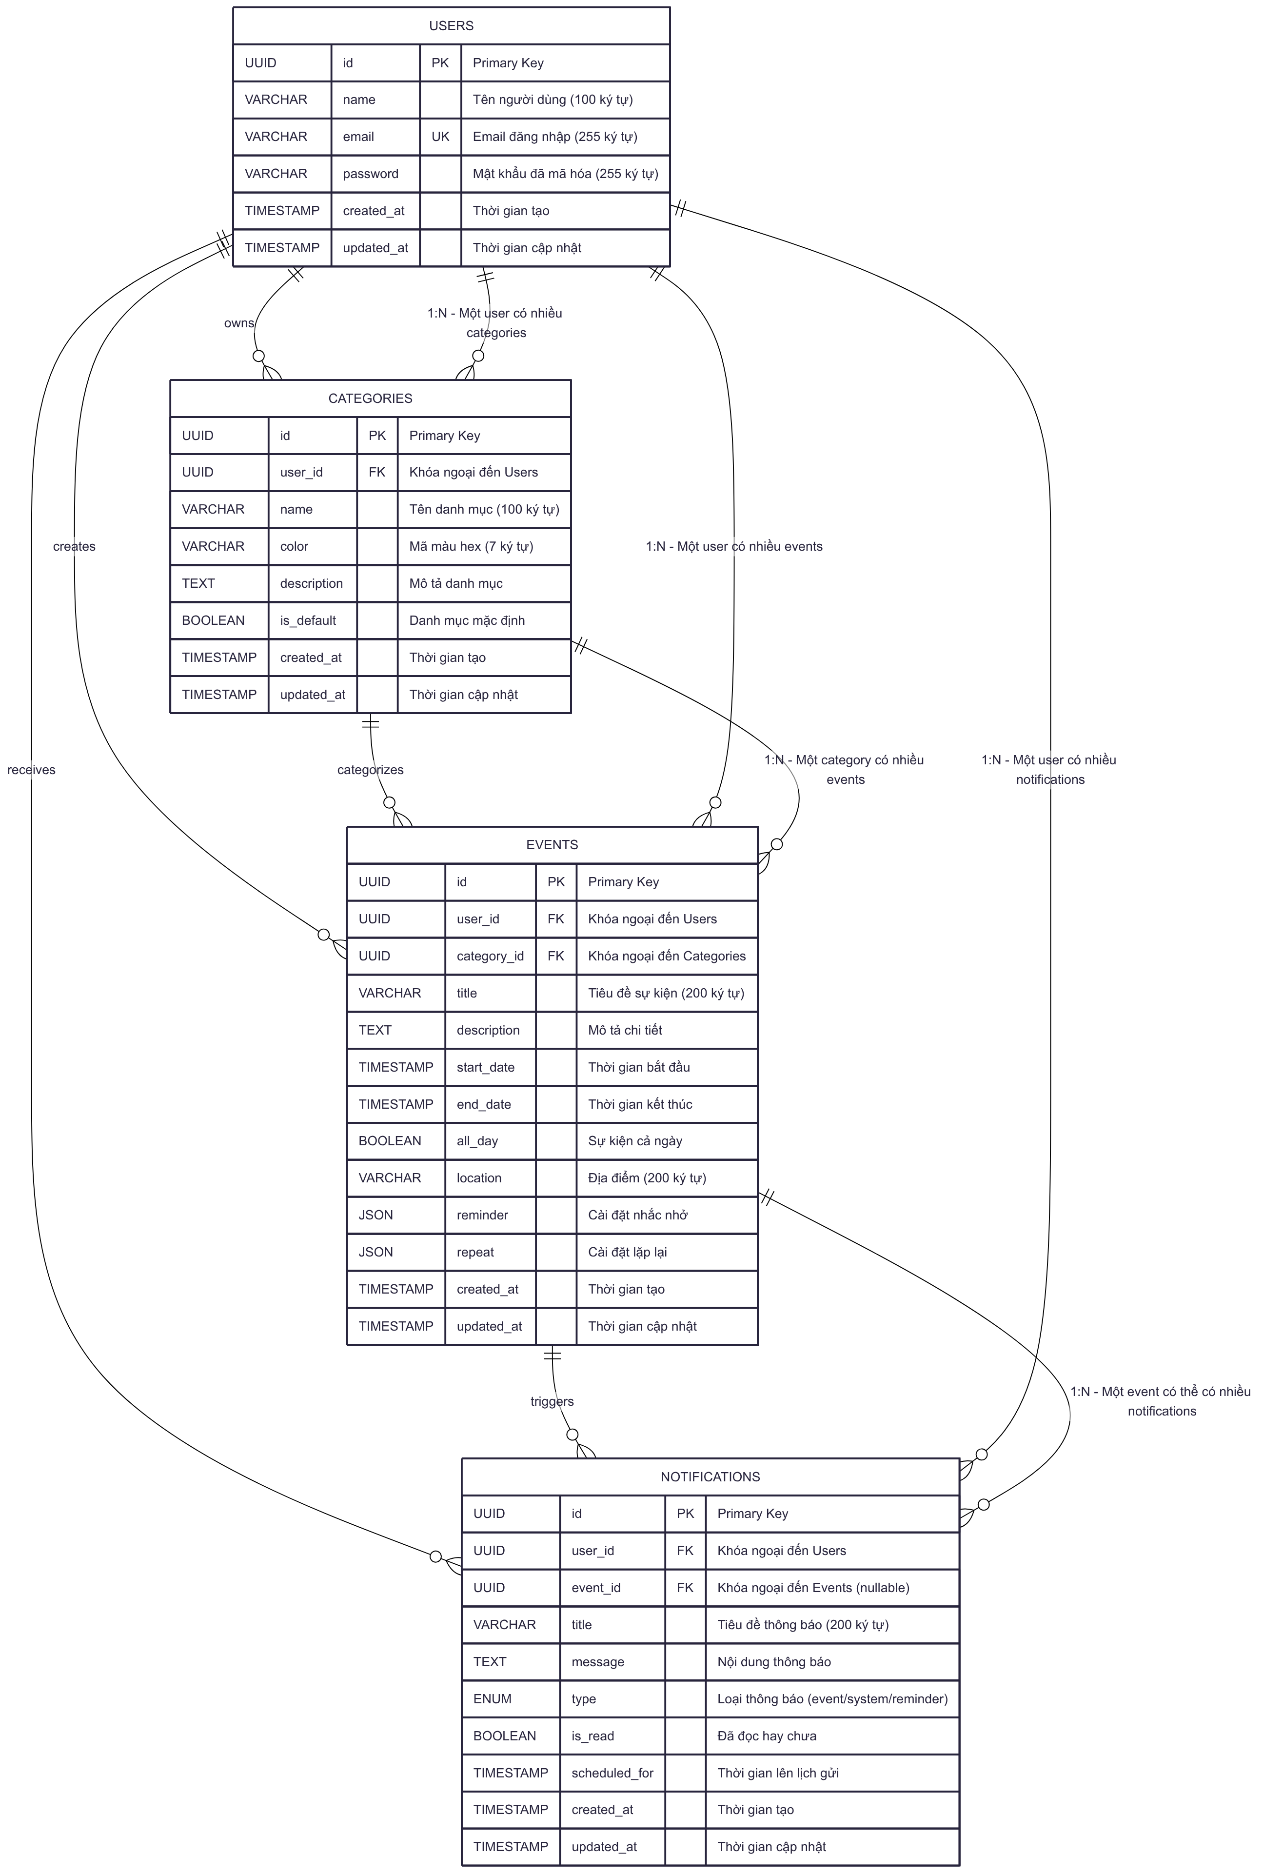 USERS
UUID id PK Primary Key
VARCHAR name Tên người dùng (100 ký tự)
VARCHAR email UK Email đăng nhập (255 ký tự)
VARCHAR password Mật khẩu đã mã hóa (255 ký tự)
TIMESTAMP created_at Thời gian tạo
TIMESTAMP updated_at Thời gian cập nhật
owns
1:N - Một user có nhiều
categories
CATEGORIES
UUID id PK Primary Key
UUID user_id FK Khóa ngoại đến Users
VARCHAR name Tên danh mục (100 ký tự)
VARCHAR color Mã màu hex (7 ký tự)
TEXT description Mô tả danh mục
BOOLEAN is_default Danh mục mặc định
TIMESTAMP created_at Thời gian tạo
TIMESTAMP updated_at Thời gian cập nhật
creates
1:N - Một user có nhiều events
receives
categorizes
1:N - Một category có nhiều
events
1:N - Một user có nhiều
notifications
EVENTS
UUID id PK Primary Key
UUID user_id FK Khóa ngoại đến Users
UUID category_id FK Khóa ngoại đến Categories
VARCHAR title Tiêu đề sự kiện (200 ký tự)
TEXT description Mô tả chi tiết
TIMESTAMP start_date Thời gian bắt đầu
TIMESTAMP end_date Thời gian kết thúc
BOOLEAN all_day Sự kiện cả ngày
VARCHAR location Địa điểm (200 ký tự)
JSON reminder Cài đặt nhắc nhở
JSON repeat Cài đặt lặp lại
TIMESTAMP created_at Thời gian tạo
TIMESTAMP updated_at Thời gian cập nhật
triggers
1:N - Một event có thể có nhiều
notifications
NOTIFICATIONS
UUID id PK Primary Key
UUID user_id FK Khóa ngoại đến Users
UUID event_id FK Khóa ngoại đến Events (nullable)
VARCHAR title Tiêu đề thông báo (200 ký tự)
TEXT message Nội dung thông báo
ENUM type Loại thông báo (event/system/reminder)
BOOLEAN is_read Đã đọc hay chưa
TIMESTAMP scheduled_for Thời gian lên lịch gửi
TIMESTAMP created_at Thời gian tạo
TIMESTAMP updated_at Thời gian cập nhật